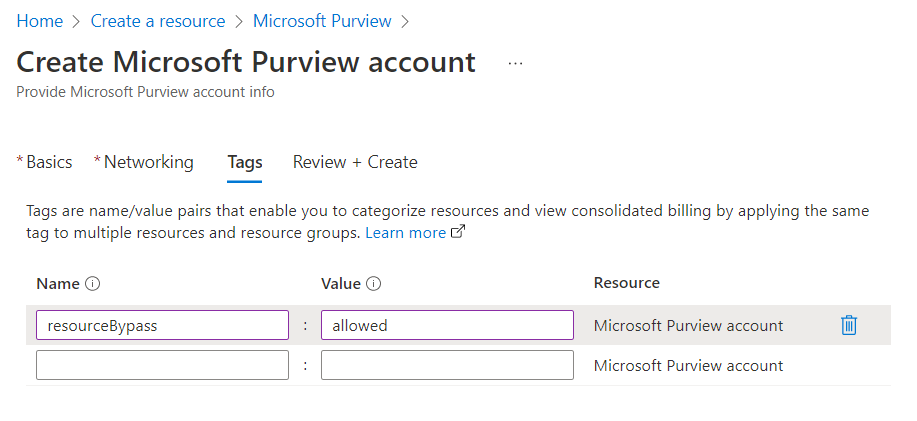 Home > Create a resource > Microsoft Purview >
Create Microsoft Purview account ...
Provide Microsoft Purview account info
* Basics * Networking Tags Review + Create
Tags are name/value pairs that enable you to categorize resources and view consolidated billing by applying the same
tag to multiple resources and resource groups. Learn more
Name Value Resource
resourceBypass : allowed Microsoft Purview account
: Microsoft Purview account